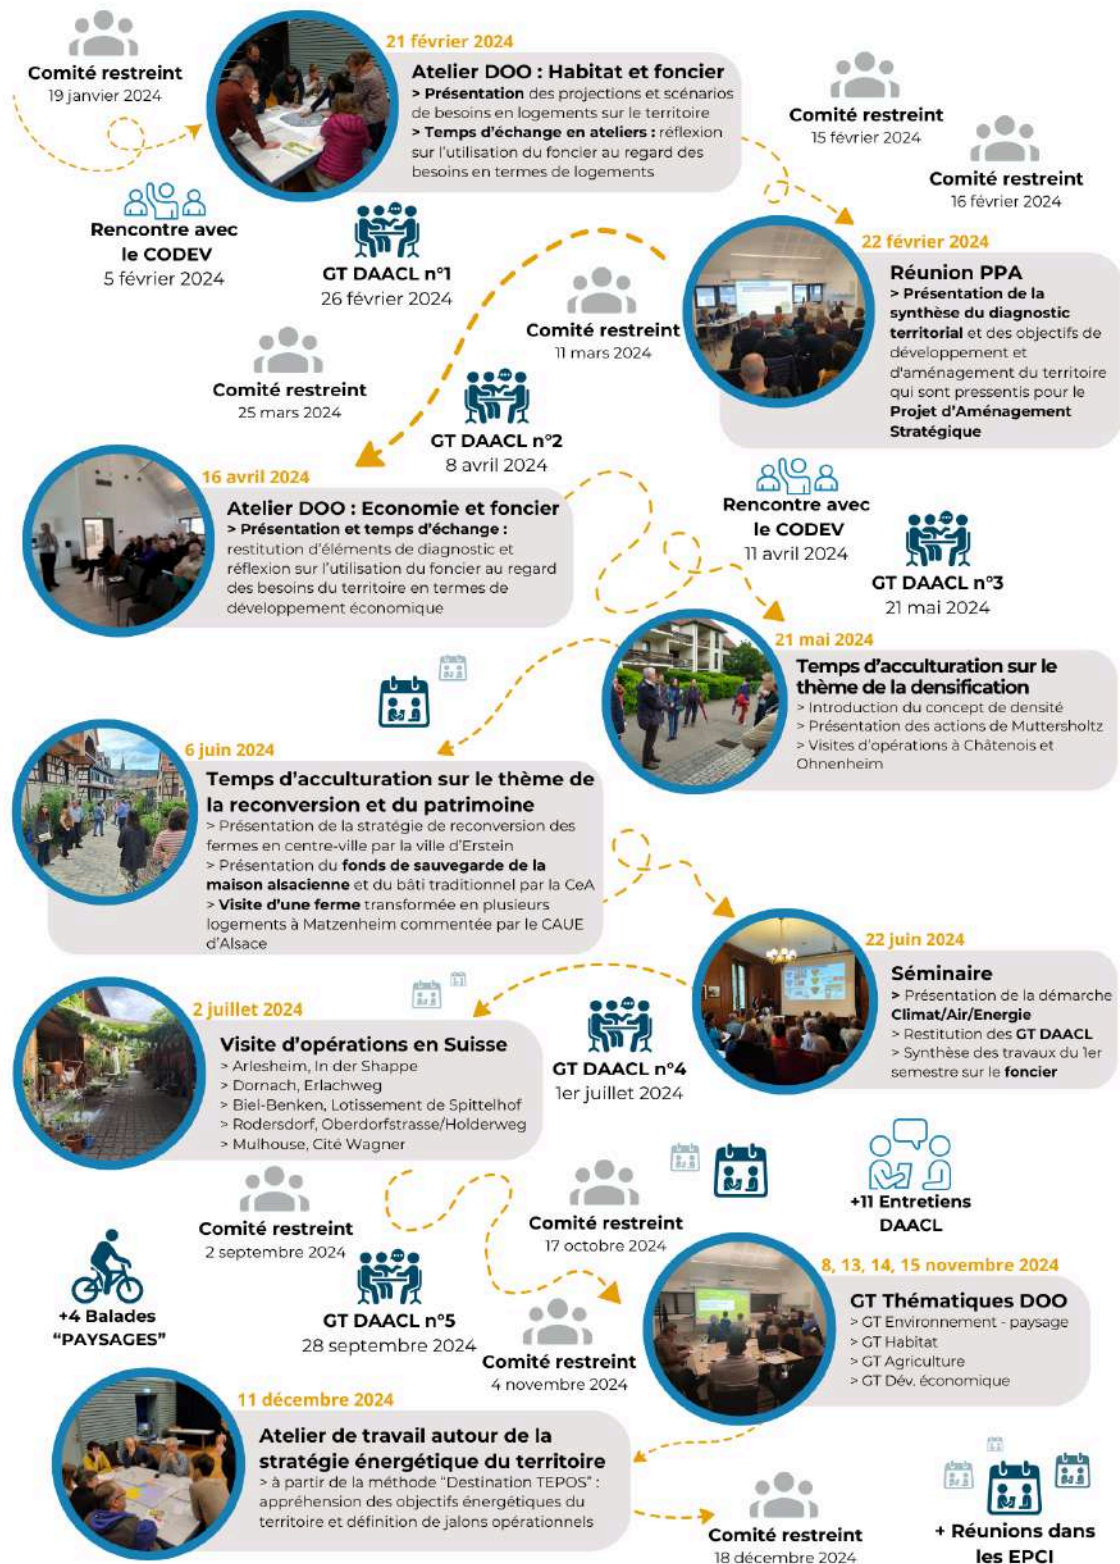 Comité restreint
19 janvier 2024
21 février 2024
Atelier DOO : Habitat et foncier
> Présentation des projections et scénarios
de besoins en logements sur le territoire
> Temps d'échange en ateliers : réflexion
sur l'utilisation du foncier au regard des
besoins en termes de logements
Comité restreint
15 février 2024
Comité restreint
16 février 2024
Rencontre avec
le CODEV
5 février 2024
GT DAACL n°1
26 février 2024
22 février 2024
Réunion PPA
> Présentation de la
synthèse du diagnostic
territorial et des objectifs de
développement et
d'aménagement du territoire
qui sont pressentis pour le
Projet d'Aménagement
Stratégique
Comité restreint
11 mars 2024
Comité restreint
25 mars 2024
GT DAACL n°2
8 avril 2024
16 avril 2024
Atelier DOO : Economie et foncier
> Présentation et temps d'échange :
restitution d'éléments de diagnostic et
réflexion sur l'utilisation du foncier au regard
des besoins du territoire en termes de
développement économique
Rencontre avec
le CODEV
11 avril 2024
GT DAACL n°3
21 mai 2024
21 mai 2024
Temps d'acculturation sur le
thème de la densification
> Introduction du concept de densité
> Présentation des actions de Muttersholtz
> Visites d'opérations à Châtenois et
Ohnenheim
6 juin 2024
Temps d'acculturation sur le thème de
la reconversion et du patrimoine
> Présentation de la stratégie de reconversion des
fermes en centre-ville par la ville d'Erstein
> Présentation du fonds de sauvegarde de la
maison alsacienne et du bâti traditionnel par la CeA
> Visite d'une ferme transformée en plusieurs
logements à Matzenheim commentée par le CAUE
d'Alsace
22 juin 2024
Séminaire
> Présentation de la démarche
Climat/Air/Energie
> Restitution des GT DAACL
> Synthèse des travaux du 1er
semestre sur le foncier
2 juillet 2024
Visite d'opérations en Suisse
> Arlesheim, In der Shappe
> Dornach, Erlachweg
> Biel-Benken, Lotissement de Spittelhof
> Rodersdorf, Oberdorfstrasse/Holderweg
> Mulhouse, Cité Wagner
GT DAACL n°4
1er juillet 2024
+11 Entretiens
DAACL
Comité restreint
2 septembre 2024
Comité restreint
17 octobre 2024
+4 Balades
“PAYSAGES”
GT DAACL n°5
28 septembre 2024
Comité restreint
4 novembre 2024
8, 13, 14, 15 novembre 2024
GT Thématiques DOO
> GT Environnement - paysage
> GT Habitat
> GT Agriculture
> GT Dév. économique
11 décembre 2024
Atelier de travail autour de la
stratégie énergétique du territoire
> à partir de la méthode “Destination TEPOS” :
appréhension des objectifs énergétiques du
territoire et définition de jalons opérationnels
Comité restreint
18 décembre 2024
+ Réunions dans
les EPCI